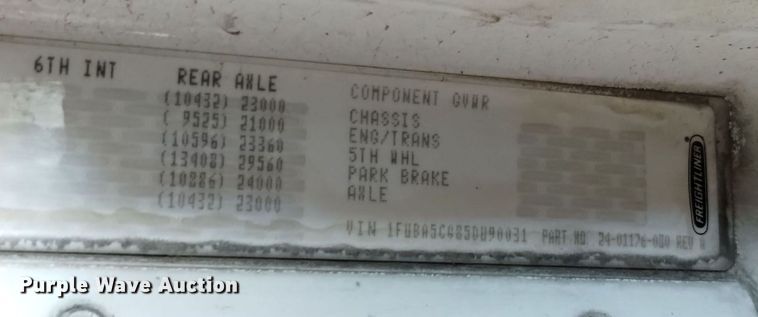 6TH INT REAR AXLE COMPONENT GVWR
(10432) 23000 CHASSIS
( 9525) 21000 ENG/TRANS
(10596) 23360 5TH WHL
(13408) 29560 PARK BRAKE
(10886) 24000 AXLE
(10432) 23000
VIN PART NO. 24-01176-000 REV
FREIGHTLINER
Purple Wave Auction